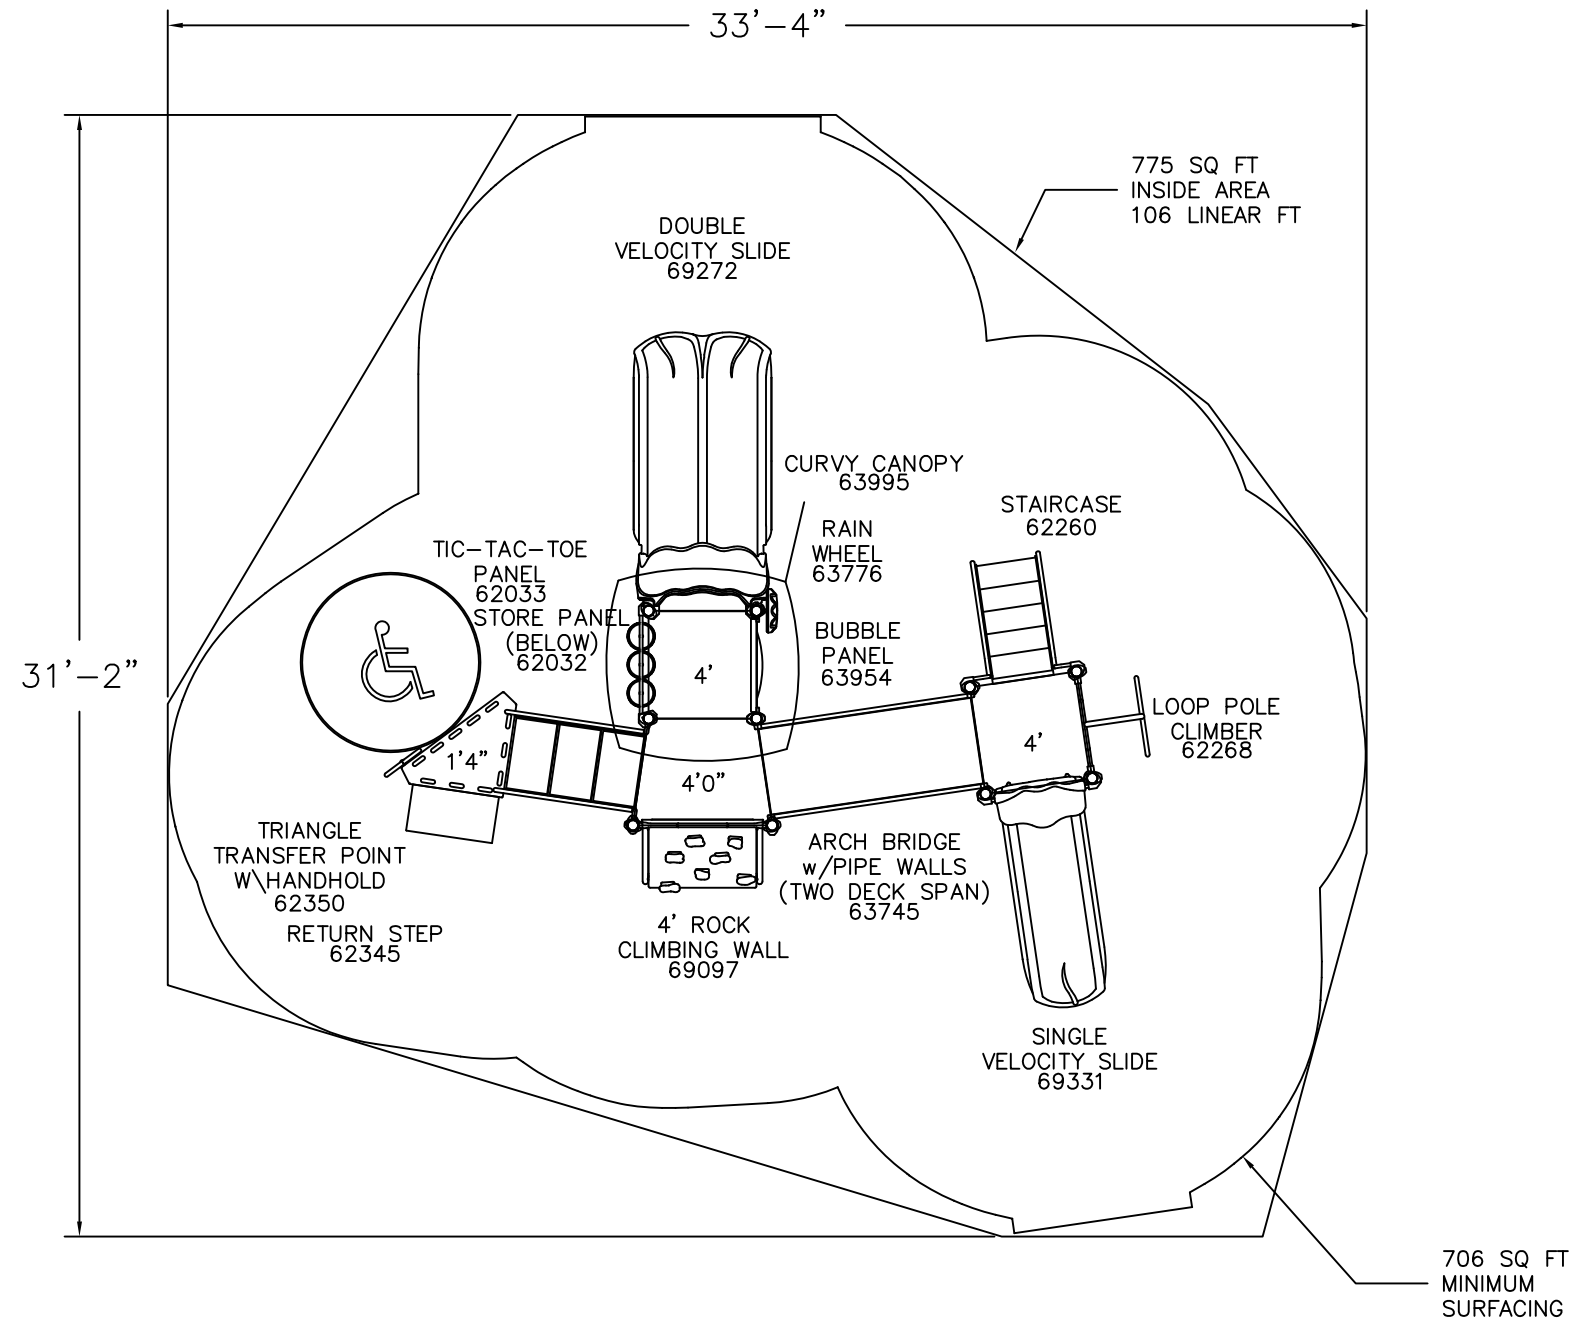 33'-4"
775 SQ FT
INSIDE AREA
106 LINEAR FT
DOUBLE
VELOCITY SLIDE
69272
CURVY CANOPY
63995
STAIRCASE
62260
RAIN
WHEEL
63776
TIC-TAC-TOE
PANEL
62033
STORE PANEL
(BELOW)
62032
BUBBLE
PANEL
63954
31'-2"
4'
LOOP POLE
CLIMBER
62268
4'
1'4"
4'0"
TRIANGLE
TRANSFER POINT
W\HANDHOLD
62350
RETURN STEP
62345
ARCH BRIDGE
w/PIPE WALLS
(TWO DECK SPAN)
63745
4' ROCK
CLIMBING WALL
69097
SINGLE
VELOCITY SLIDE
69331
706 SQ FT
MINIMUM
SURFACING